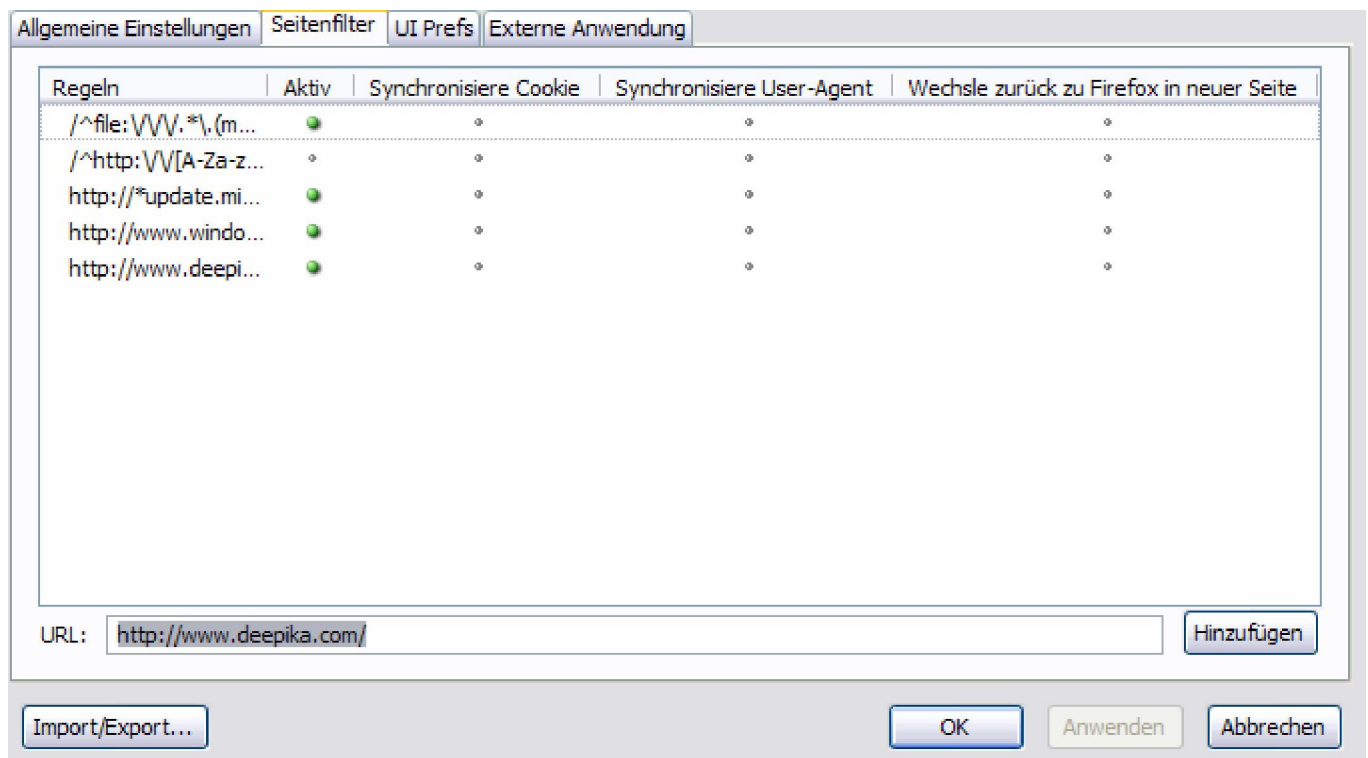 Allgemeine Einstellungen Seitenfilter UI Prefs Externe Anwendung
Regeln Aktiv Synchronisiere Cookie Synchronisiere User-Agent Wechsle zurück zu Firefox in neuer Seite
/^file:\/\/\/.*\.(m...
/^http:\/\/[A-Za-z...
http://*update.mi...
http://www.windo...
http://www.deepi...
URL: http://www.deepika.com/ Hinzufügen
Import/Export... OK Anwenden Abbrechen